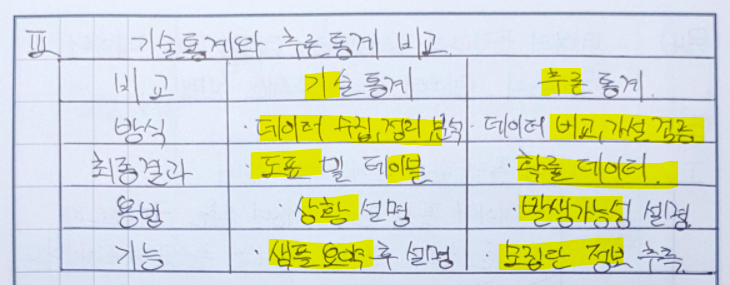 Ⅲ. 기술통계와 추론통계 비교
비교 기술통계 추론통계.
방식 · 데이터 수집, 정리, 분석 · 데이터 비교, 가설 검증
최종결과 · 도표 및 테이블 · 확률 데이터.
용법 · 상황 설명 · 발생가능성 설명
기능 · 샘플 요약 후 설명 · 모집단 정보 추측.